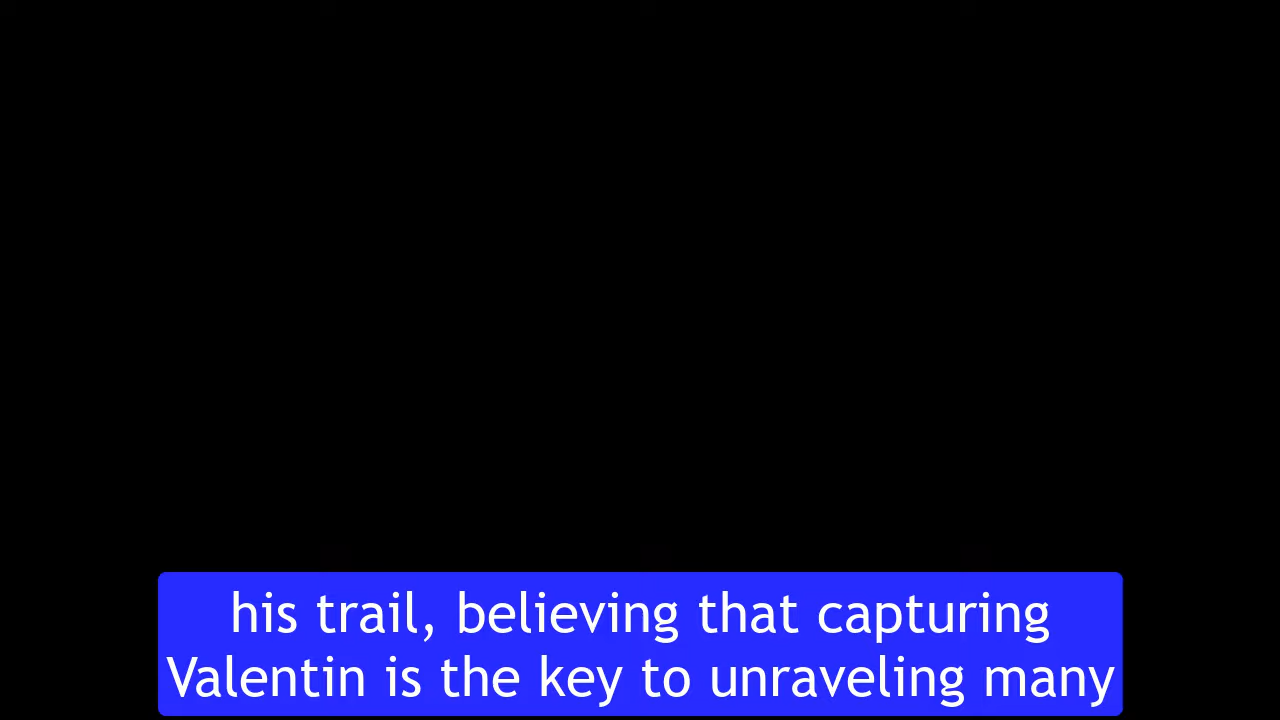 his trail, believing that capturing
Valentin is the key to unraveling many